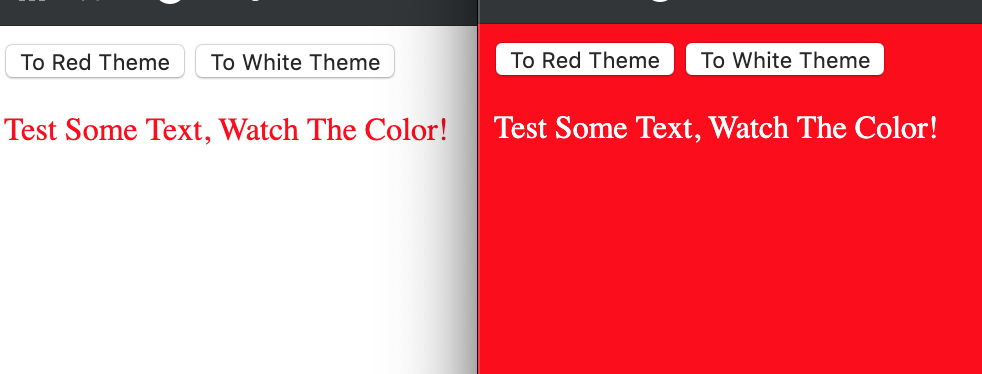 To Red Theme To White Theme
Test Some Text, Watch The Color!
To Red Theme To White Theme
Test Some Text, Watch The Color!